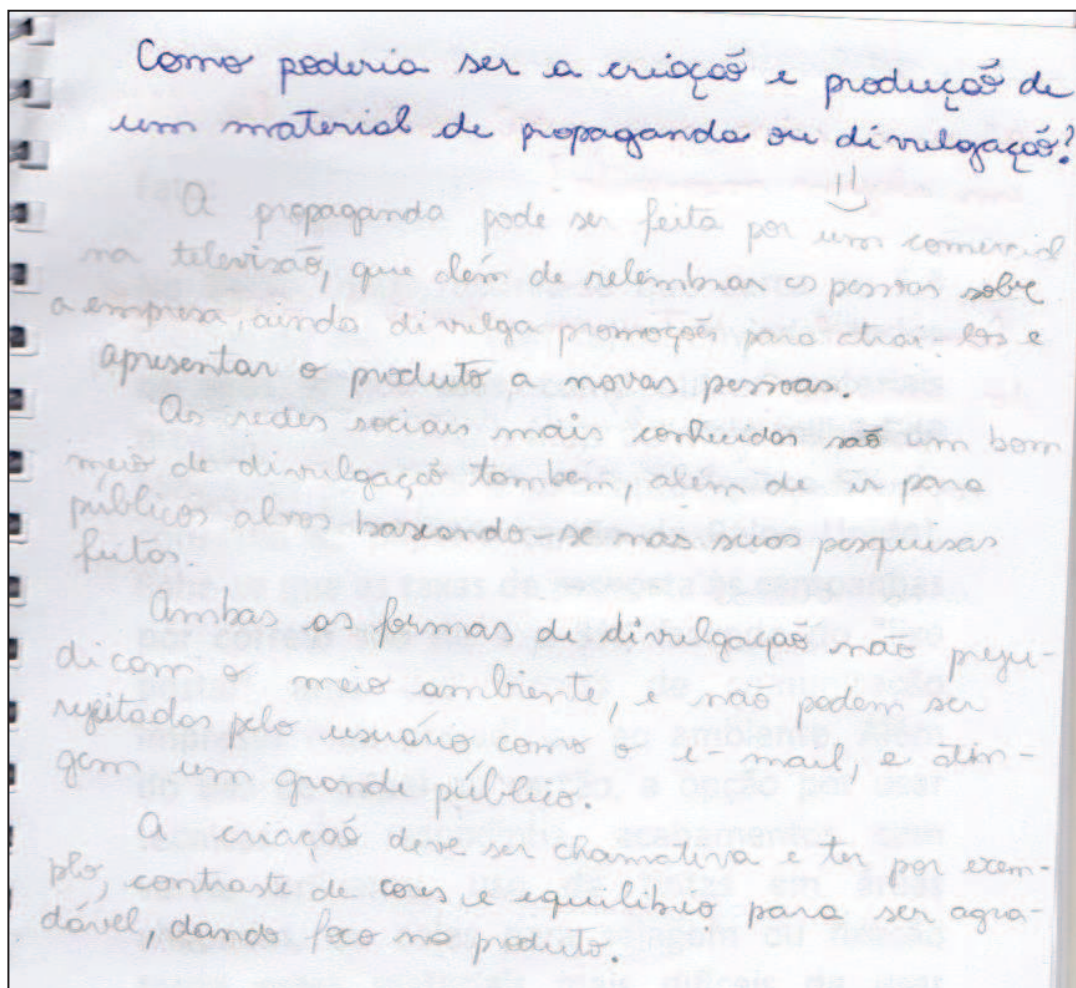 Como poderia ser a criação e produção de
um material de propaganda ou divulgação?
A propaganda pode ser feita por um comercial
na televisão, que além de relembrar as pessoas sobre
a empresa, ainda divulga promoções para atraí-los e
apresentar o produto a novas pessoas.
As redes sociais mais conhecidas são um bom
meio de divulgação também, além de ir para
públicos alvos baseando-se nas suas pesquisas
feitas.
Ambas as formas de divulgação não preju-
dicam o meio ambiente, e não podem ser
rejeitados pelo usuário como o e-mail, e atin-
gem um grande público.
A criação deve ser chamativa e ter por exem-
plo, contraste de cores e equilíbrio para ser agra-
dável, dando foco no produto.